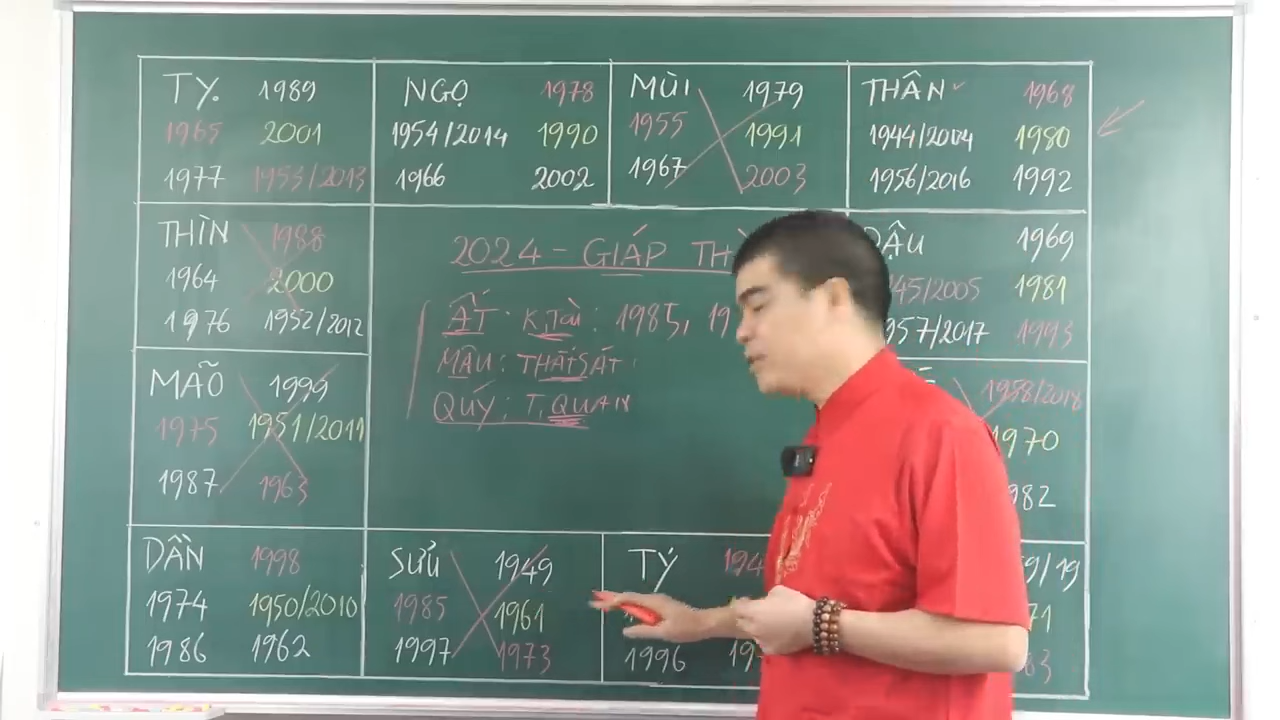 TỴ. 1989
1965 2001
1977 1953/2013
NGỌ 1978
1954/2014 1990
1966 2002
MÙI 1979
1955 1991
1967 2003
THÂN 1968
1944/2004 1980
1956/2016 1992
THÌN 1988
1964 2000
1976 1952/2012
2024 - GIÁP
ẤT: K,TÀI: 1985,
MẬU: THẤT SÁT
QUÝ: T, QUAN
DẬU 1969
45/2005 1981
957/2017 1993
MÃO 1999
1975 1951/2011
1987 1963
1958/2018
1970
982
DẦN 1998
1974 1950/2010
1986 1962
SỬU 1949
1985 1961
1997 1973
TÝ
1996
9/19
71